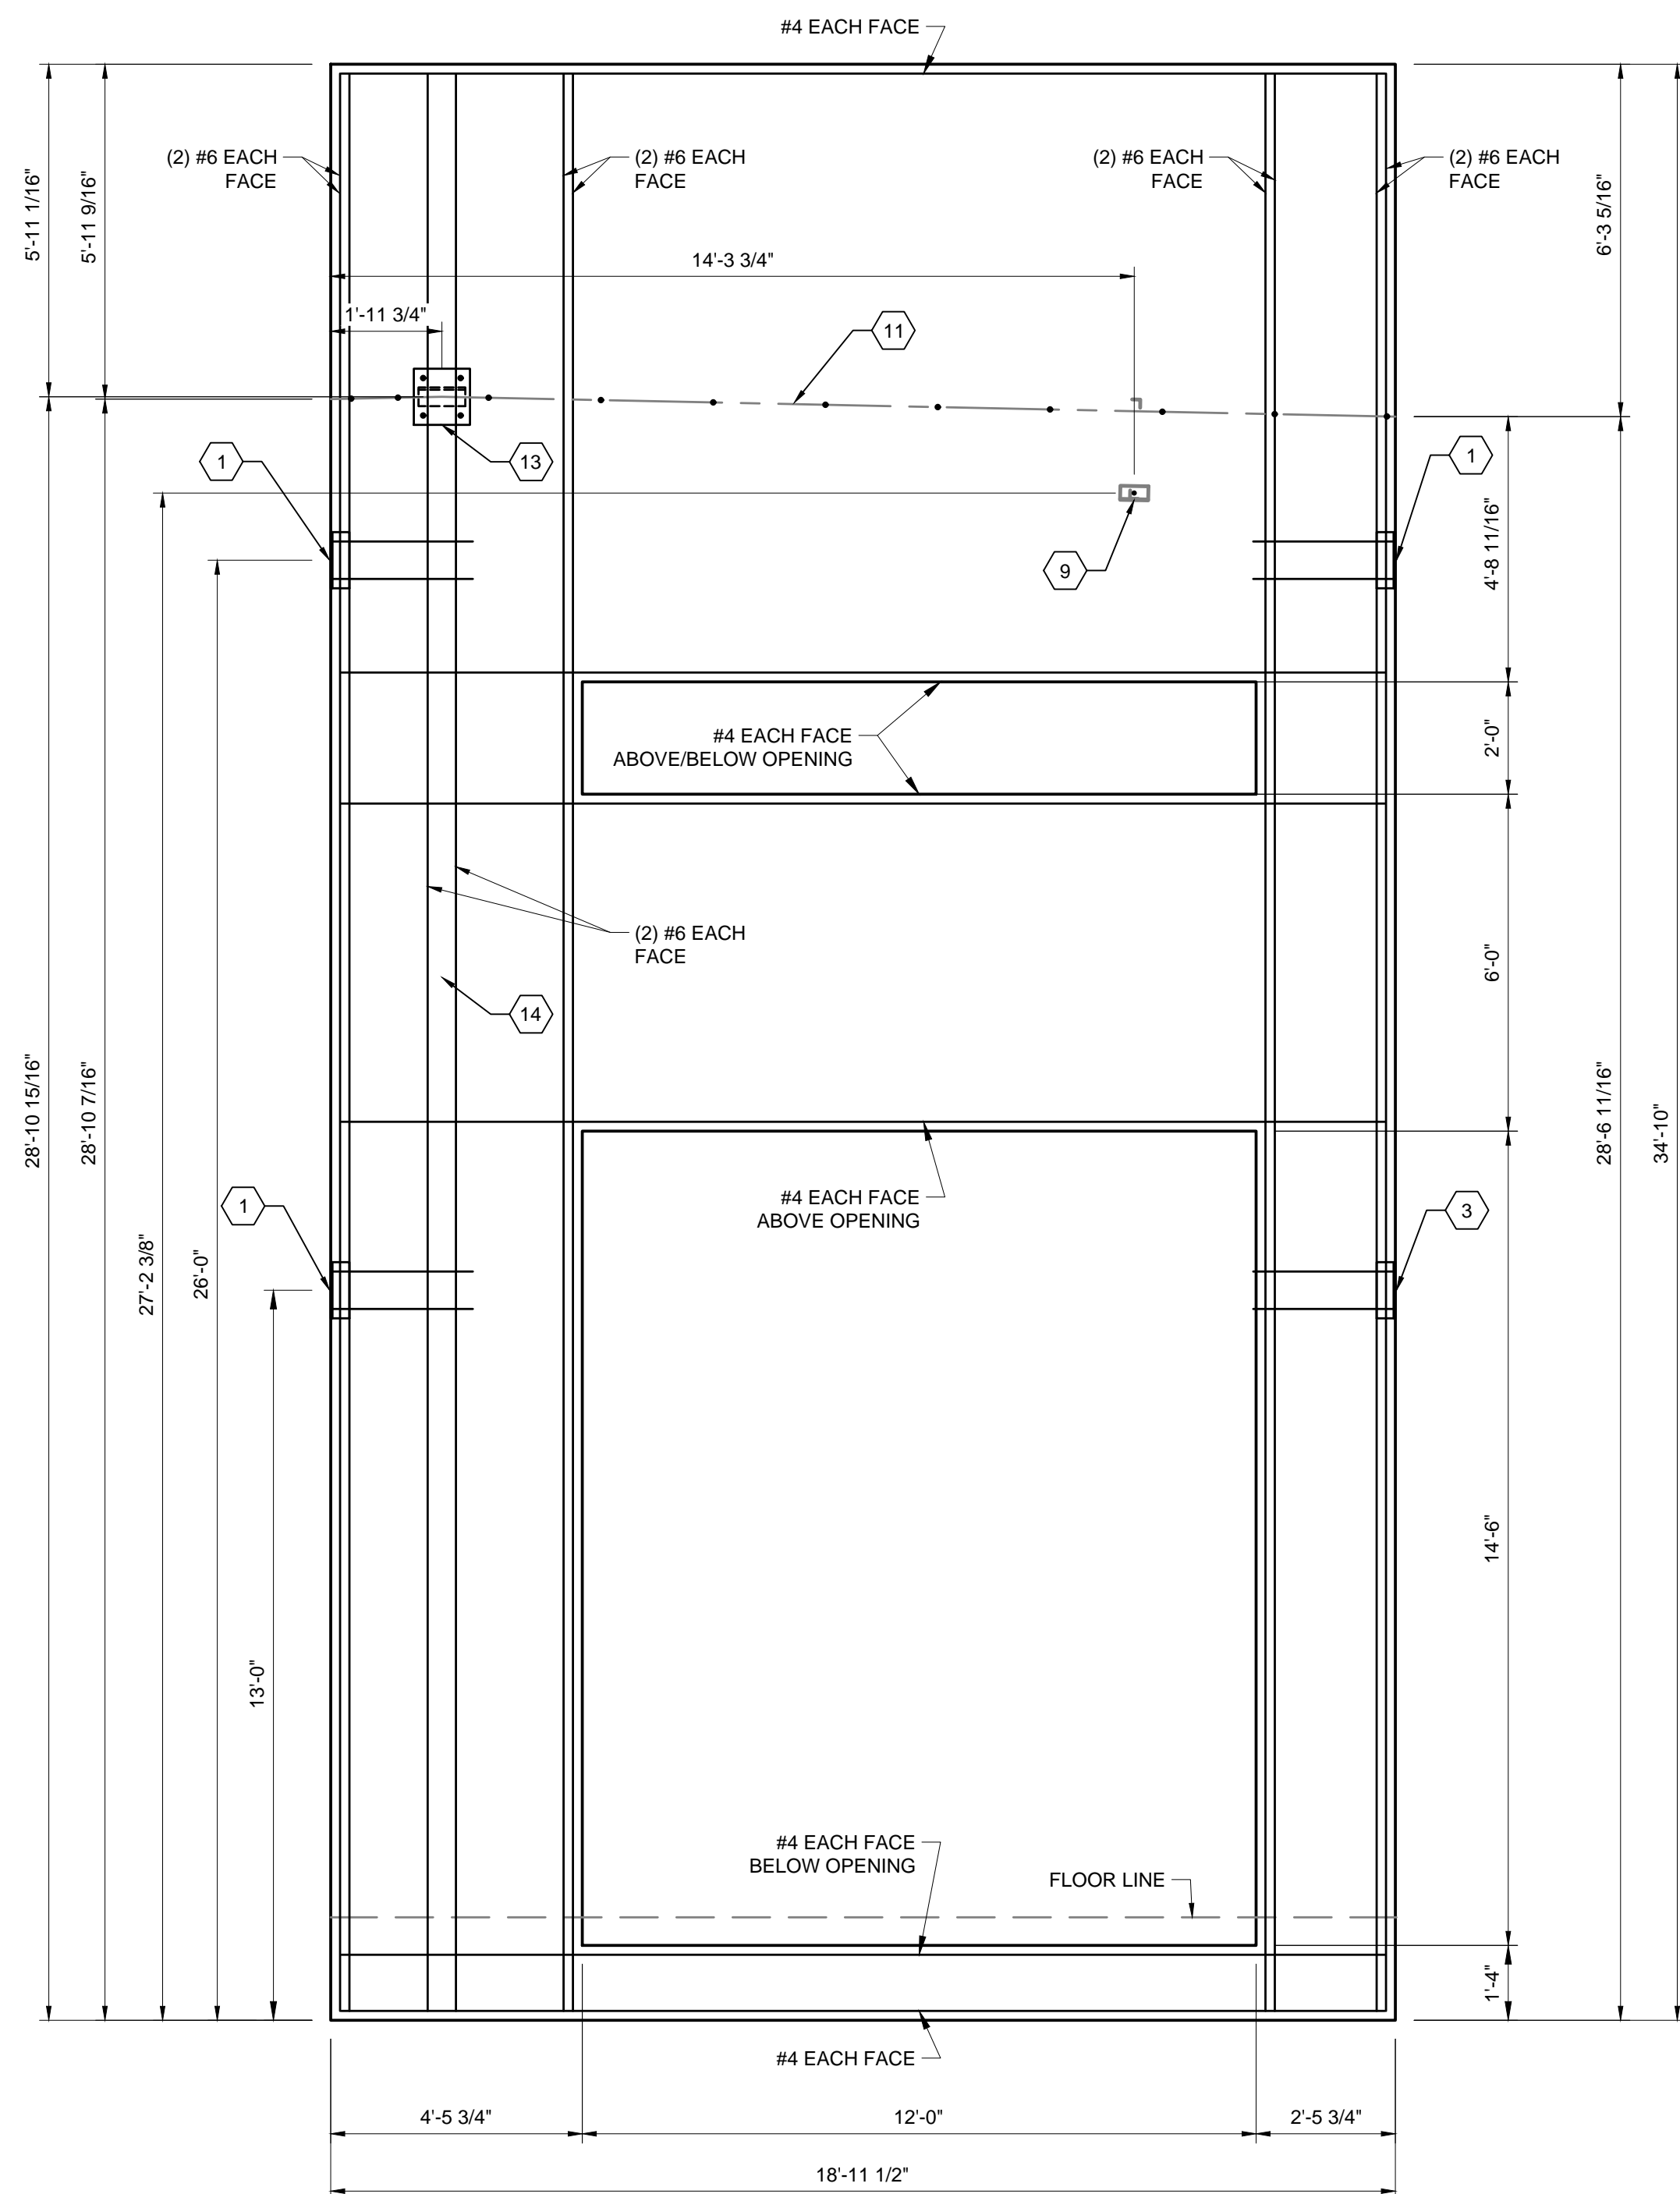 #4 EACH FACE
(2) #6 EACH
FACE
(2) #6 EACH
FACE
(2) #6 EACH
FACE
(2) #6 EACH
FACE
5'-11 1/16"
5'-11 9/16"
6'-3 5/16"
14'-3 3/4"
1'-11 3/4"
11
1
13
1
9
4'-8 11/16"
#4 EACH FACE
ABOVE/BELOW OPENING
2'-0"
(2) #6 EACH
FACE
6'-0"
14
28'-10 15/16"
28'-10 7/16"
28'-6 11/16"
34'-10"
#4 EACH FACE
ABOVE OPENING
1
3
27'-2 3/8"
26'-0"
13'-0"
14'-6"
#4 EACH FACE
BELOW OPENING
FLOOR LINE
1'-4"
#4 EACH FACE
4'-5 3/4"
12'-0"
2'-5 3/4"
18'-11 1/2"